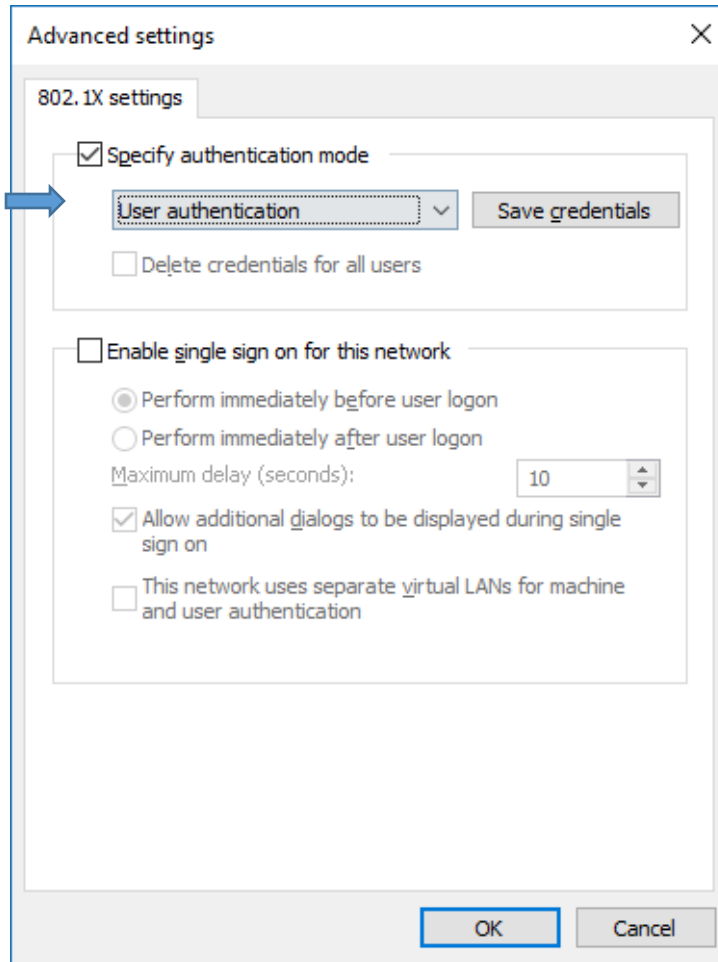 Advanced settings
802.1X settings
Specify authentication mode
User authentication
Save credentials
Delete credentials for all users
Enable single sign on for this network
Perform immediately before user logon
Perform immediately after user logon
Maximum delay (seconds):
10
Allow additional dialogs to be displayed during single
sign on
This network uses separate virtual LANs for machine
and user authentication
OK
Cancel